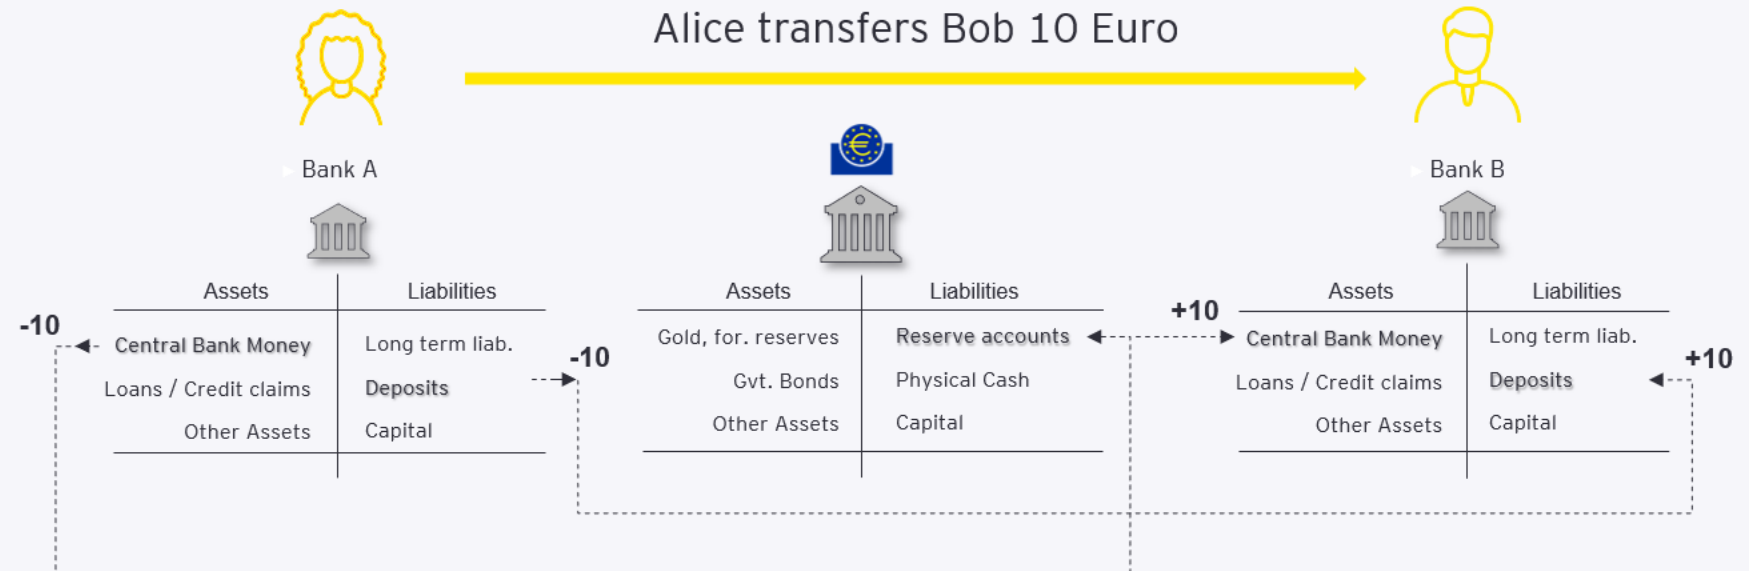 Alice transfers Bob 10 Euro
€
Bank A
Bank B
Assets Liabilities
-10
Central Bank Money Long term liab.
-10
Loans / Credit claims Deposits
Other Assets Capital
Assets Liabilities
Gold, for. reserves Reserve accounts
Gvt. Bonds Physical Cash
Other Assets Capital
Assets Liabilities
+10
Central Bank Money Long term liab.
+10
Loans / Credit claims Deposits
Other Assets Capital